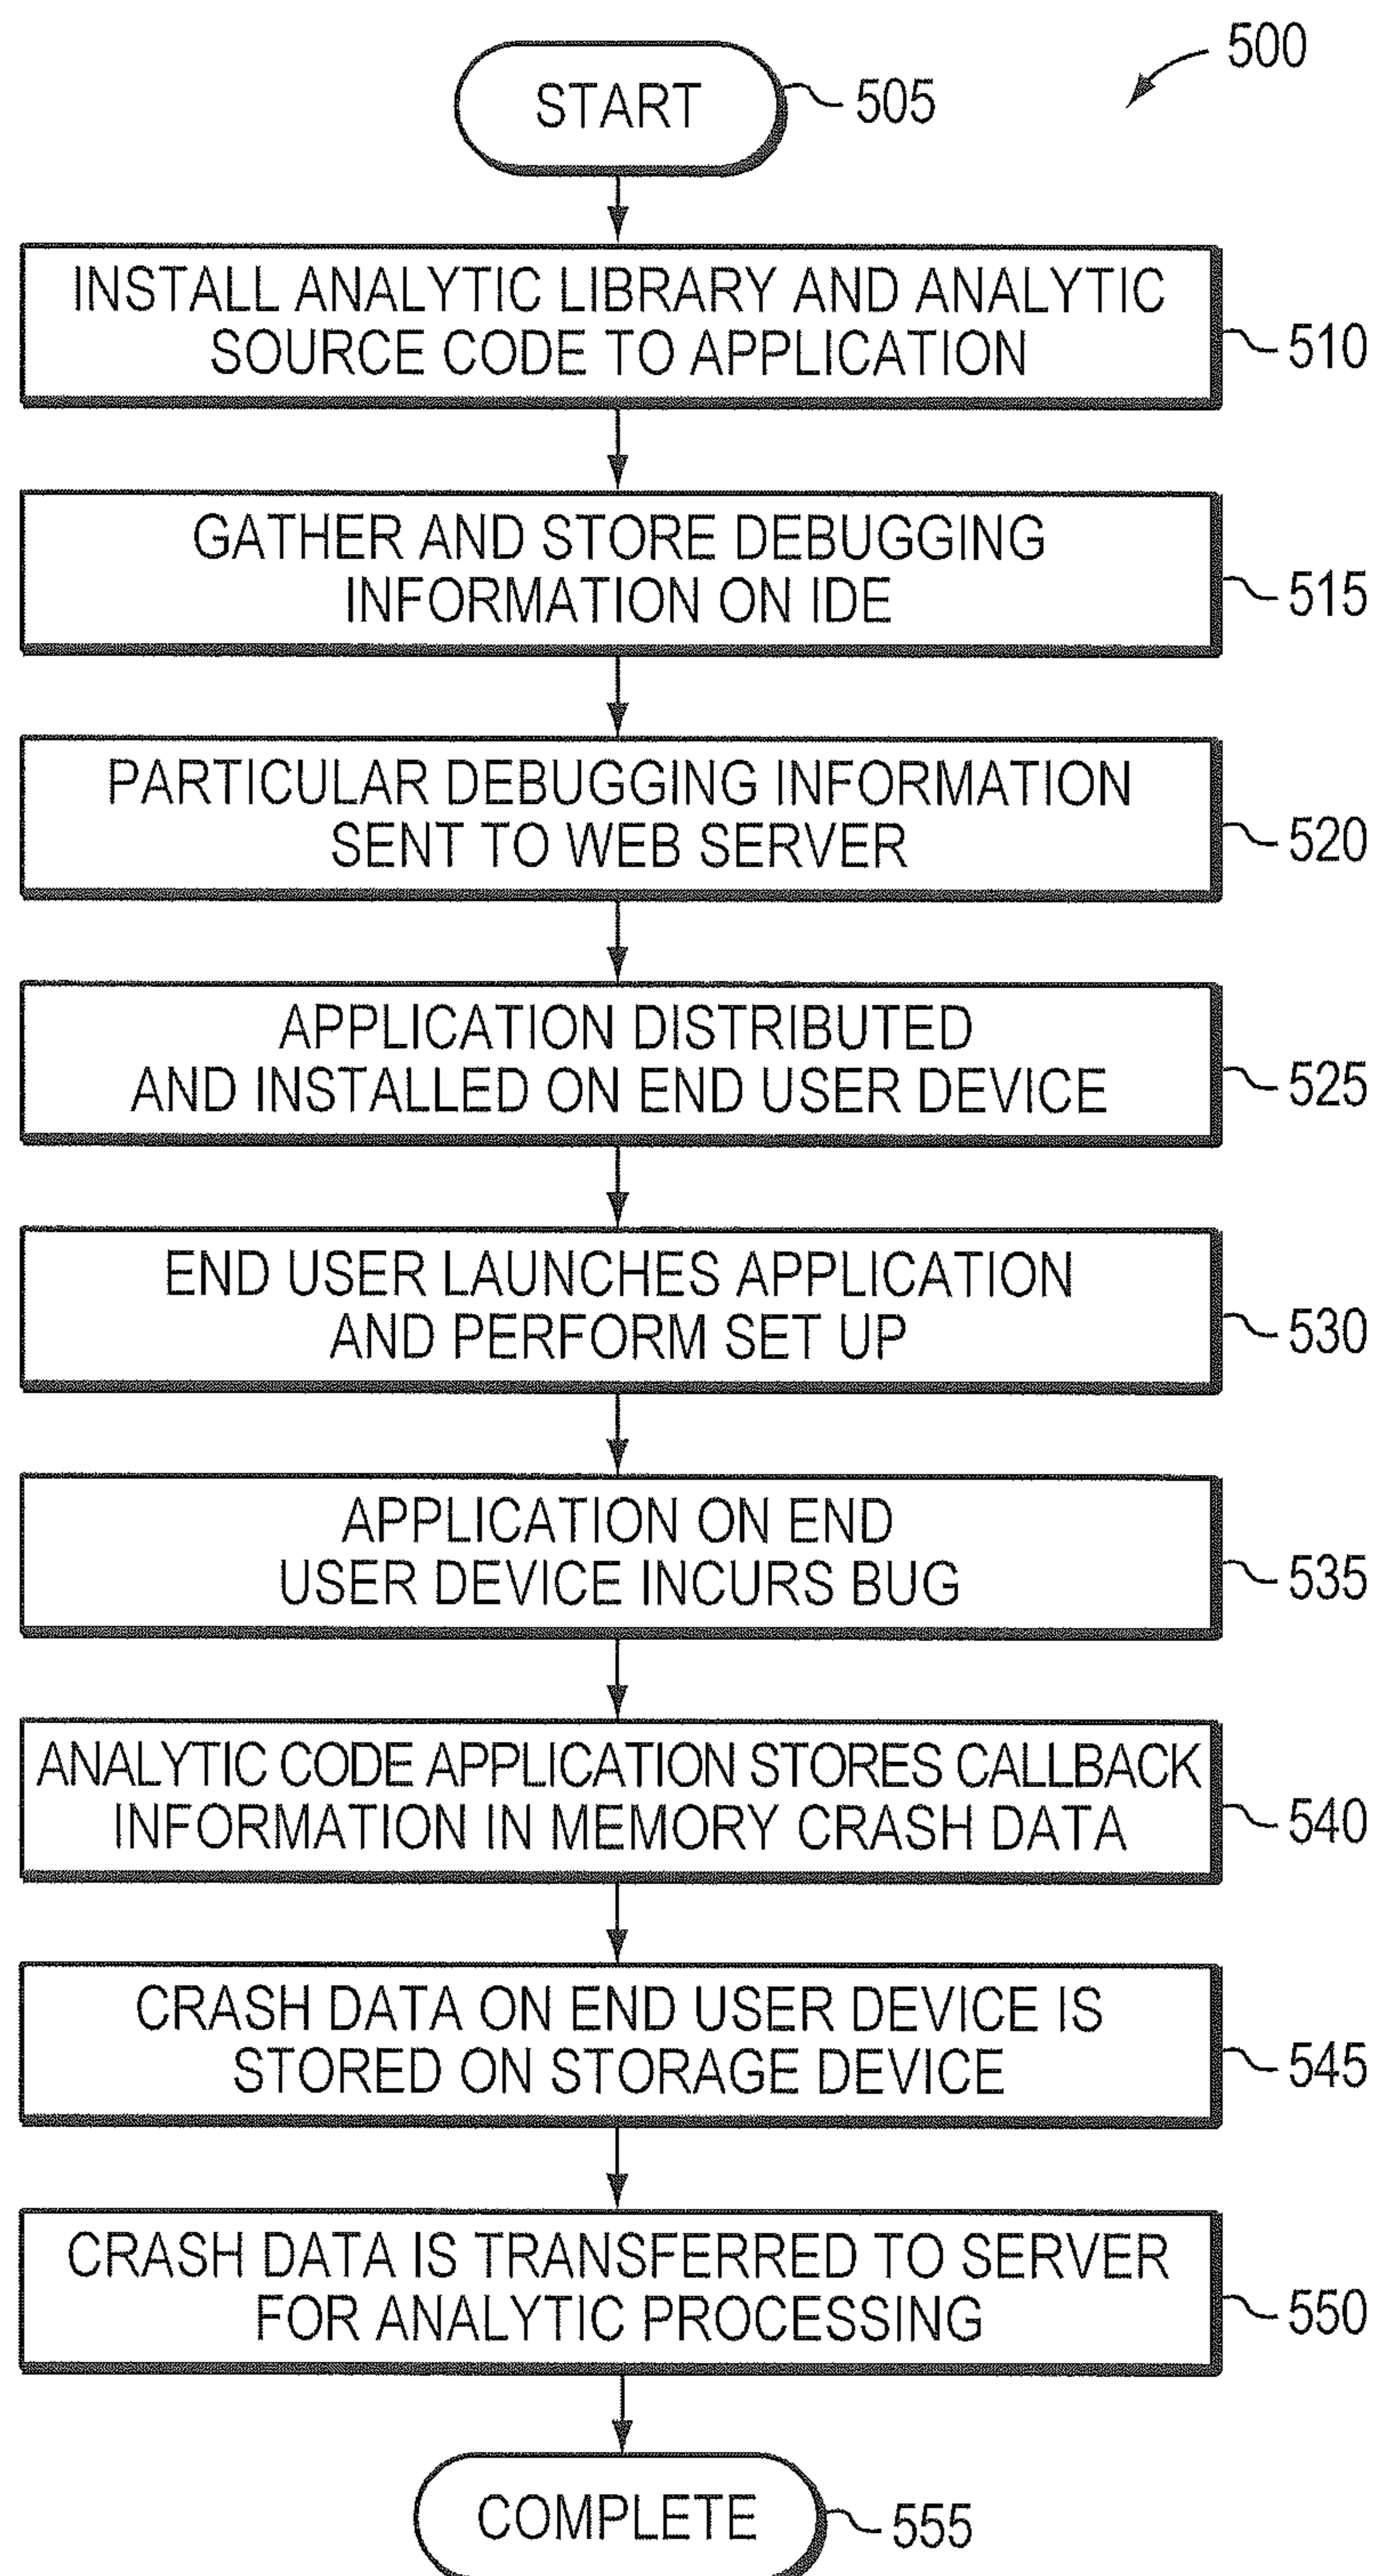 500
START
505
INSTALL ANALYTIC LIBRARY AND ANALYTIC
SOURCE CODE TO APPLICATION
510
GATHER AND STORE DEBUGGING
INFORMATION ON IDE
515
PARTICULAR DEBUGGING INFORMATION
SENT TO WEB SERVER
520
APPLICATION DISTRIBUTED
AND INSTALLED ON END USER DEVICE
525
END USER LAUNCHES APPLICATION
AND PERFORM SET UP
530
APPLICATION ON END
USER DEVICE INCURS BUG
535
ANALYTIC CODE APPLICATION STORES CALLBACK
INFORMATION IN MEMORY CRASH DATA
540
CRASH DATA ON END USER DEVICE IS
STORED ON STORAGE DEVICE
545
CRASH DATA IS TRANSFERRED TO SERVER
FOR ANALYTIC PROCESSING
550
COMPLETE
555